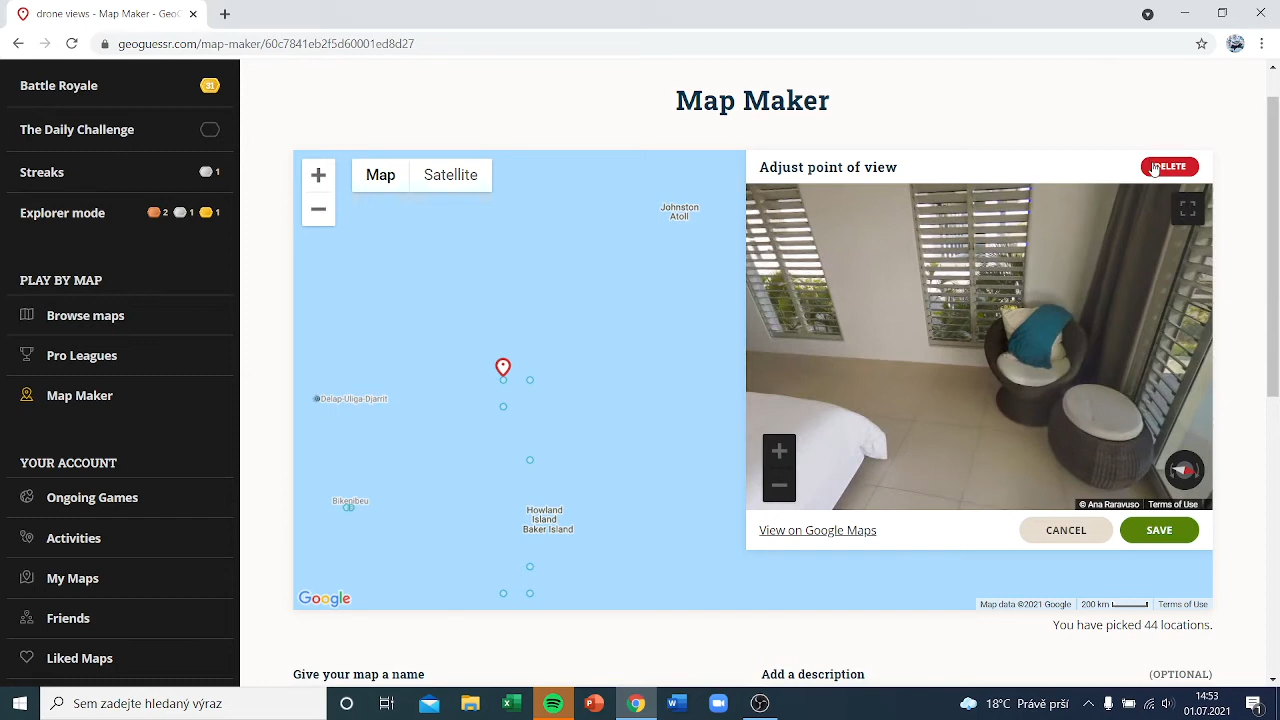 drone views - Map Maker - GeoGues
geoguessr.com/map-maker/60c7841eb2f5d60001ed8d27
Battle Royale
31
The Daily Challenge
Streaks
1
Explorer mode
2
1
1
PLAY A MAP
Browse maps
Pro Leagues
Map Maker
YOUR ACCOUNT
Ongoing Games
Activities
My Maps
Friends
Liked Maps
Map Maker
Map
Satellite
Johnston
Atoll
Delap-Uliga-Djarrit
Bikenibeu
Howland
Island
Baker Island
Google
Adjust point of view
DELETE
© Ana Raravuso
Terms of Use
View on Google Maps
CANCEL
SAVE
Map data ©2021 Google
200 km
Terms of Use
You have picked 44 locations.
Give your map a name
Add a description
(OPTIONAL)
Sem zadejte hledaný výraz
18°C Právě prší
14:53
01.07.2021